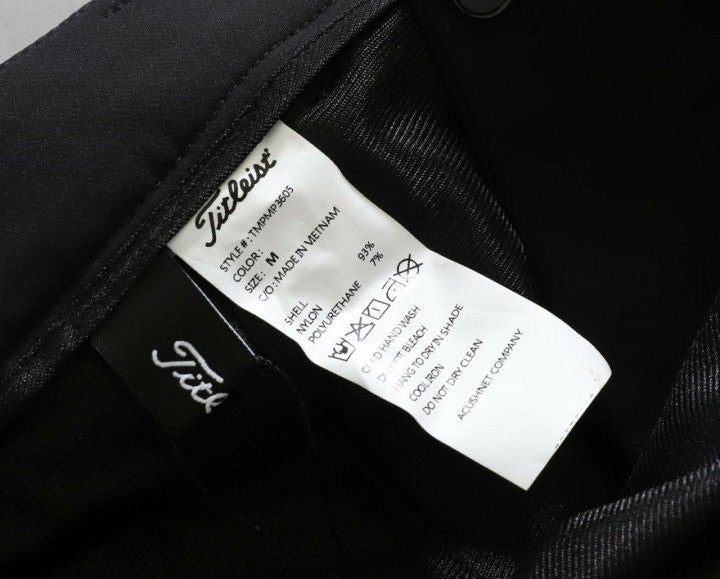 Titleist
STYLE# : TMPMP3605
COLOR :
SIZE: M
C/O : MADE IN VIETNAM
SHELL
NYLON 93%
POLYURETHANE 7%
COLD HAND WASH
DO NOT BLEACH
HANG TO DRY IN SHADE
COOL IRON
DO NOT DRY CLEAN
ACUSHNET COMPANY
Titl